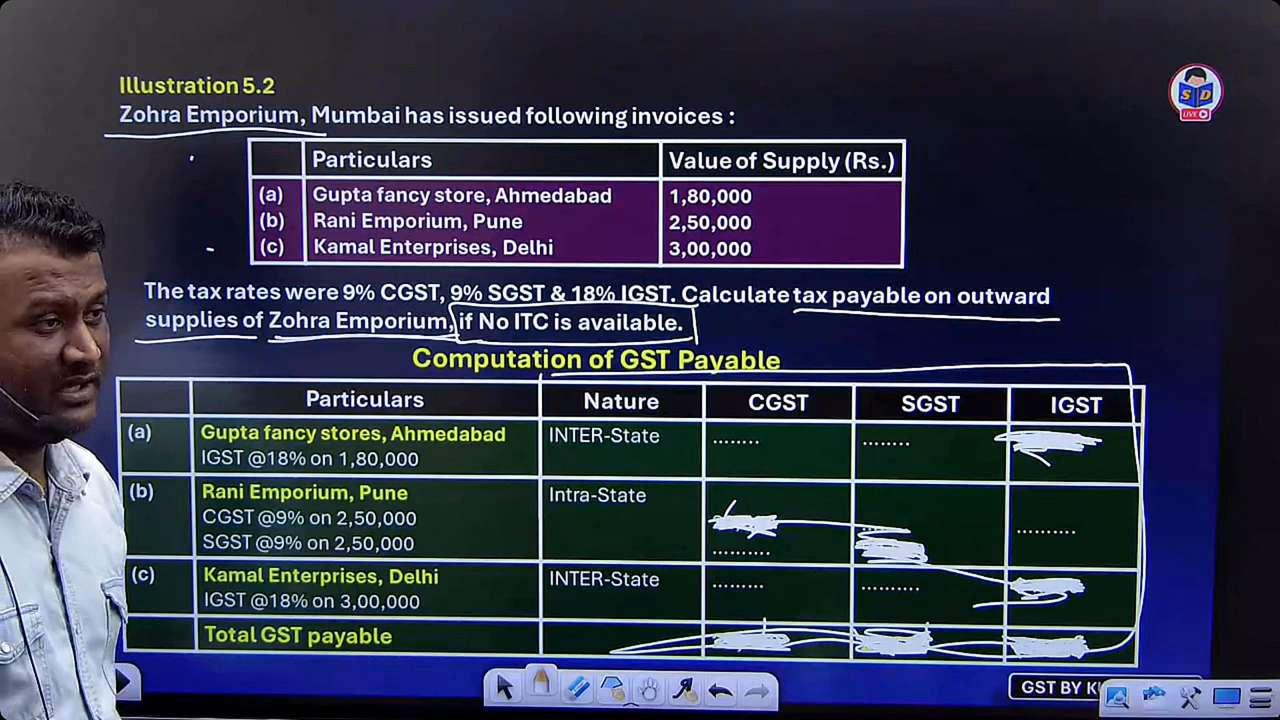 Illustration 5.2
Zohra Emporium, Mumbai has issued following invoices :
S D
LIVE
Particulars Value of Supply (Rs.)
(a) Gupta fancy store, Ahmedabad 1,80,000
(b) Rani Emporium, Pune 2,50,000
(c) Kamal Enterprises, Delhi 3,00,000
The tax rates were 9% CGST, 9% SGST & 18% IGST. Calculate tax payable on outward
supplies of Zohra Emporium, if No ITC is available.
Computation of GST Payable
Particulars Nature CGST SGST IGST
(a) Gupta fancy stores, Ahmedabad INTER-State ........ ........
IGST @18% on 1,80,000
(b) Rani Emporium, Pune Intra-State
CGST @9% on 2,50,000 ..........
SGST @9% on 2,50,000 ..........
(c) Kamal Enterprises, Delhi INTER-State ......... ..........
IGST @18% on 3,00,000
Total GST payable
GST BY